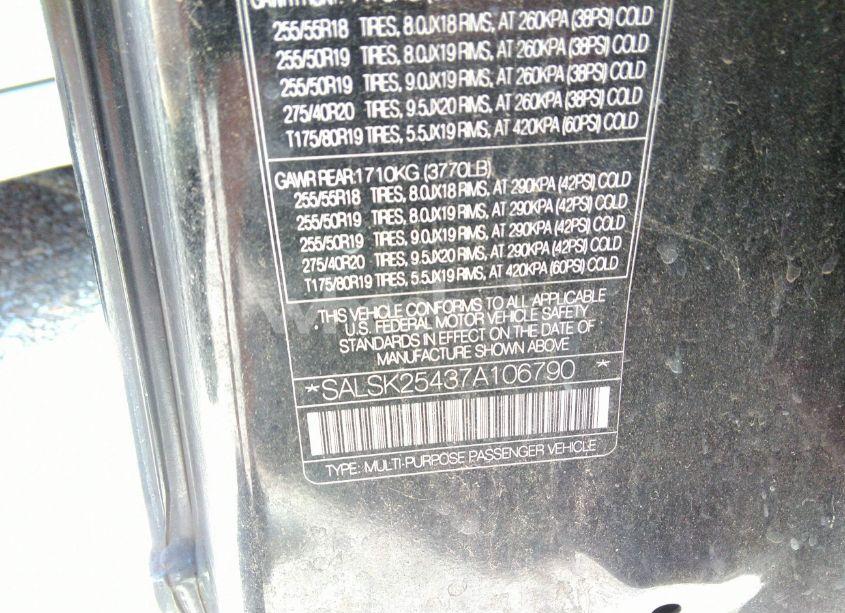 255/55R18 TIRES, 8.0JX18 RIMS, AT 260KPA (38PSI) COLD
255/50R19 TIRES, 8.0JX19 RIMS, AT 260KPA (38PSI) COLD
255/50R19 TIRES, 9.0JX19 RIMS, AT 260KPA (38PSI) COLD
275/40R20 TIRES, 9.5JX20 RIMS, AT 260KPA (38PSI) COLD
T175/80R19 TIRES, 5.5JX19 RIMS, AT 420KPA (60PSI) COLD
GAWR REAR:1710KG (3770LB)
255/55R18 TIRES, 8.0JX18 RIMS, AT 290KPA (42PSI) COLD
255/50R19 TIRES, 8.0JX19 RIMS, AT 290KPA (42PSI) COLD
255/50R19 TIRES, 9.0JX19 RIMS, AT 290KPA (42PSI) COLD
275/40R20 TIRES, 9.5JX20 RIMS, AT 290KPA (42PSI) COLD
T175/80R19 TIRES, 5.5JX19 RIMS, AT 420KPA (60PSI) COLD
THIS VEHICLE CONFORMS TO ALL APPLICABLE
U.S. FEDERAL MOTOR VEHICLE SAFETY
STANDARDS IN EFFECT ON THE DATE OF
MANUFACTURE SHOWN ABOVE
*SALSK25437A106790 *
TYPE: MULTI-PURPOSE PASSENGER VEHICLE